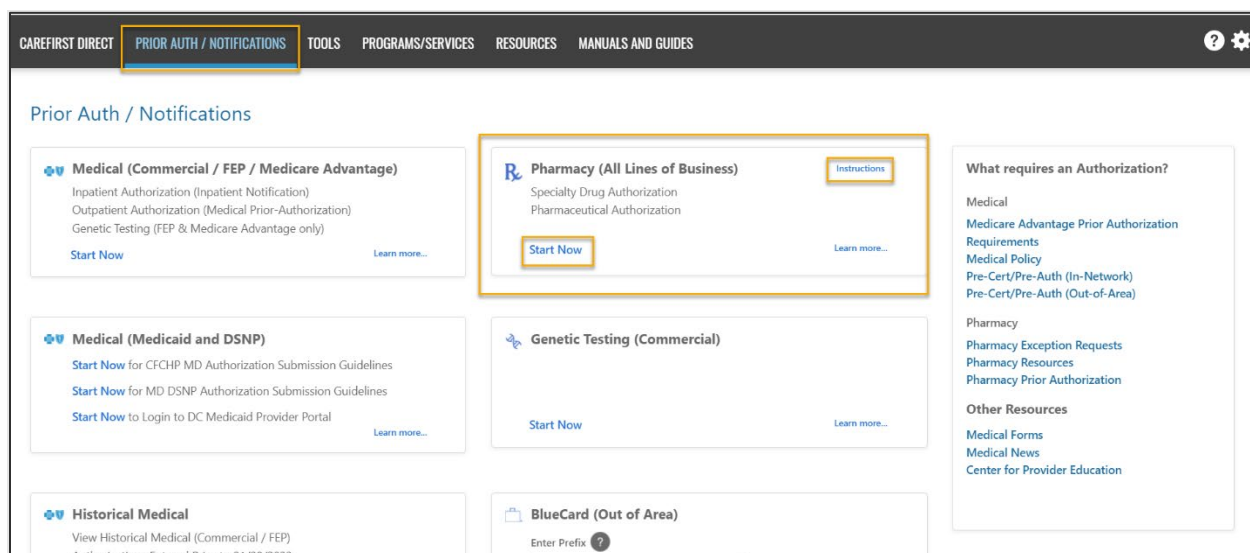 CAREFIRST DIRECT PRIOR AUTH / NOTIFICATIONS TOOLS PROGRAMS/SERVICES RESOURCES MANUALS AND GUIDES ?
Prior Auth / Notifications
Medical (Commercial / FEP / Medicare Advantage)
Inpatient Authorization (Inpatient Notification)
Outpatient Authorization (Medical Prior-Authorization)
Genetic Testing (FEP & Medicare Advantage only)
Start Now Learn more...
Rx Pharmacy (All Lines of Business) Instructions
Specialty Drug Authorization
Pharmaceutical Authorization
Start Now Learn more...
Medical (Medicaid and DSNP)
Start Now for CFCHP MD Authorization Submission Guidelines
Start Now for MD DSNP Authorization Submission Guidelines
Start Now to Login to DC Medicaid Provider Portal
Learn more...
Genetic Testing (Commercial)
Start Now Learn more...
Historical Medical
View Historical Medical (Commercial / FEP)
BlueCard (Out of Area)
Enter Prefix ?
What requires an Authorization?
Medical
Medicare Advantage Prior Authorization
Requirements
Medical Policy
Pre-Cert/Pre-Auth (In-Network)
Pre-Cert/Pre-Auth (Out-of-Area)
Pharmacy
Pharmacy Exception Requests
Pharmacy Resources
Pharmacy Prior Authorization
Other Resources
Medical Forms
Medical News
Center for Provider Education